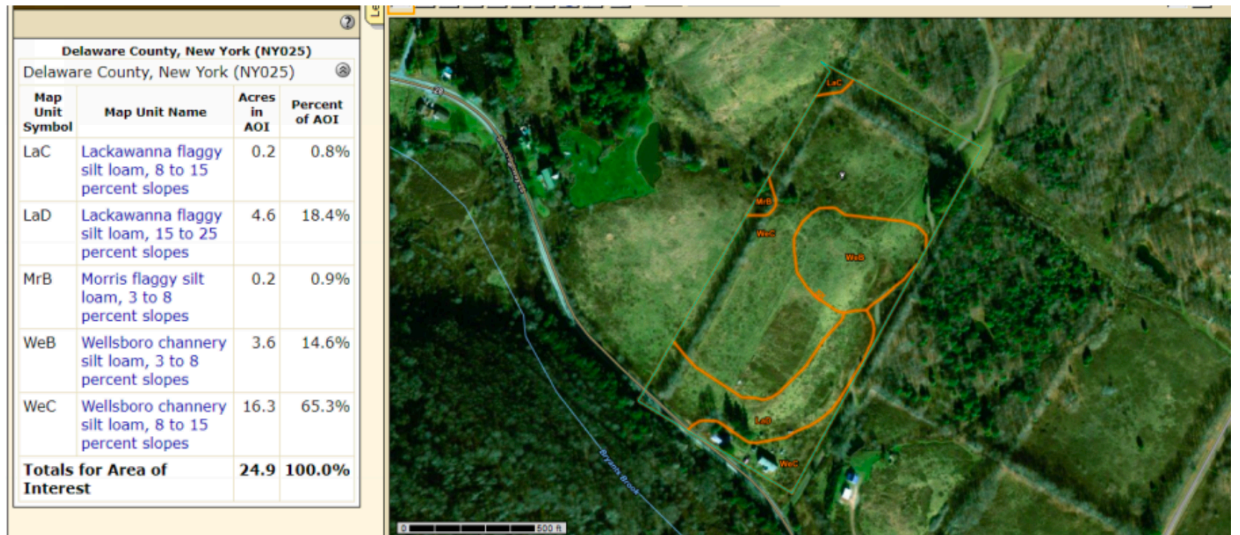 Delaware County, New York (NY025)
Delaware County, New York (NY025)
Map
Unit
Symbol
Map Unit Name
Acres
in
AOI
Percent
of AOI
LaC
Lackawanna flaggy
silt loam, 8 to 15
percent slopes
0.2
0.8%
LaD
Lackawanna flaggy
silt loam, 15 to 25
percent slopes
4.6
18.4%
MrB
Morris flaggy silt
loam, 3 to 8
percent slopes
0.2
0.9%
WeB
Wellsboro channery
silt loam, 3 to 8
percent slopes
3.6
14.6%
WeC
Wellsboro channery
silt loam, 8 to 15
percent slopes
16.3
65.3%
Totals for Area of
Interest
24.9
100.0%
Le
LaC
MrB
WeC
WeB
LaD
WeC
Bryants Brook
0
500 ft